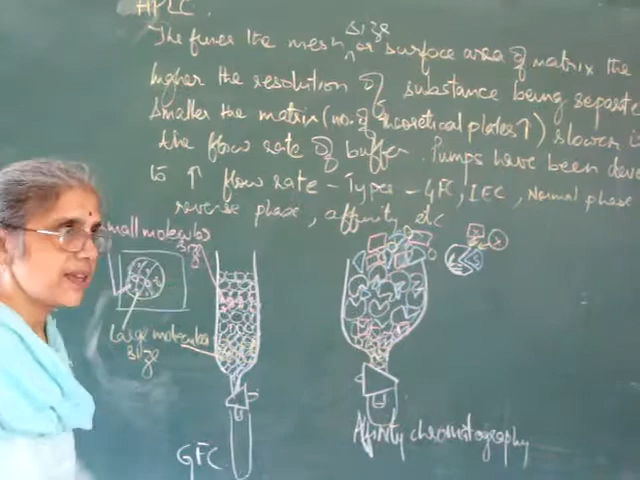 HPLC.
The finer the mesh size or surface area of matrix the
higher the resolution of substance being separat
Smaller the matrix (no. of theoretical plates ↑) slower is
the flow rate of buffer. Pumps have been deve
to ↑ flow rate - Types - GFC, IEC, Normal phase
reverse phase, affinity etc
small molecules
size
Large molecules
size
GFC
Affinity chromatography